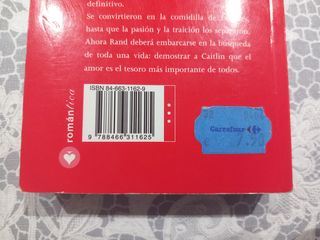 definitivo.
Se convirtieron en la comidilla de
hasta que la pasión y la traición los separaron.
Ahora Rand deberá embarcarse en la búsqueda
de toda una vida: demostrar a Caitlin que el
amor es el tesoro más importante de todos.
romántica
ISBN 84-663-1162-9
9 788466 311625
Carrefour
€ 7.90